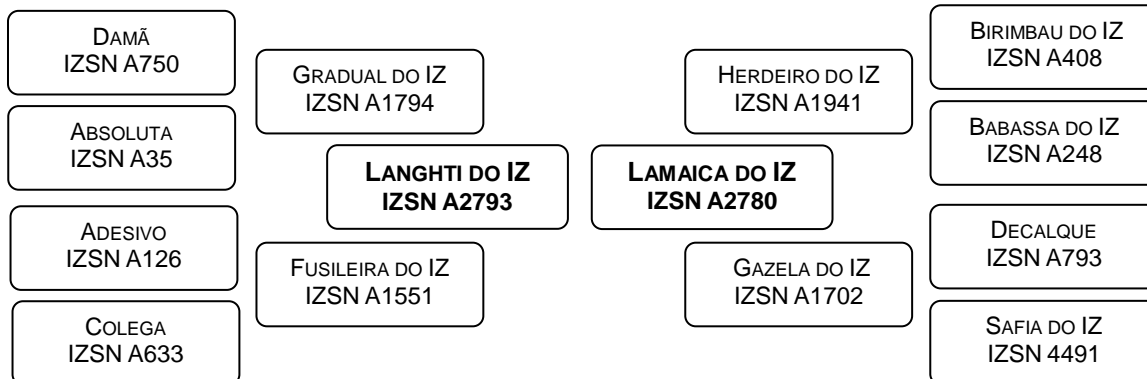 DAMÃ
IZSN A750
ABSOLUTA
IZSN A35
ADESIVO
IZSN A126
COLEGA
IZSN A633
GRADUAL DO IZ
IZSN A1794
FUSILEIRA DO IZ
IZSN A1551
LANGHTI DO IZ
IZSN A2793
LAMAICA DO IZ
IZSN A2780
HERDEIRO DO IZ
IZSN A1941
GAZELA DO IZ
IZSN A1702
BIRIMBAU DO IZ
IZSN A408
BABASSA DO IZ
IZSN A248
DECALQUE
IZSN A793
SAFIA DO IZ
IZSN 4491